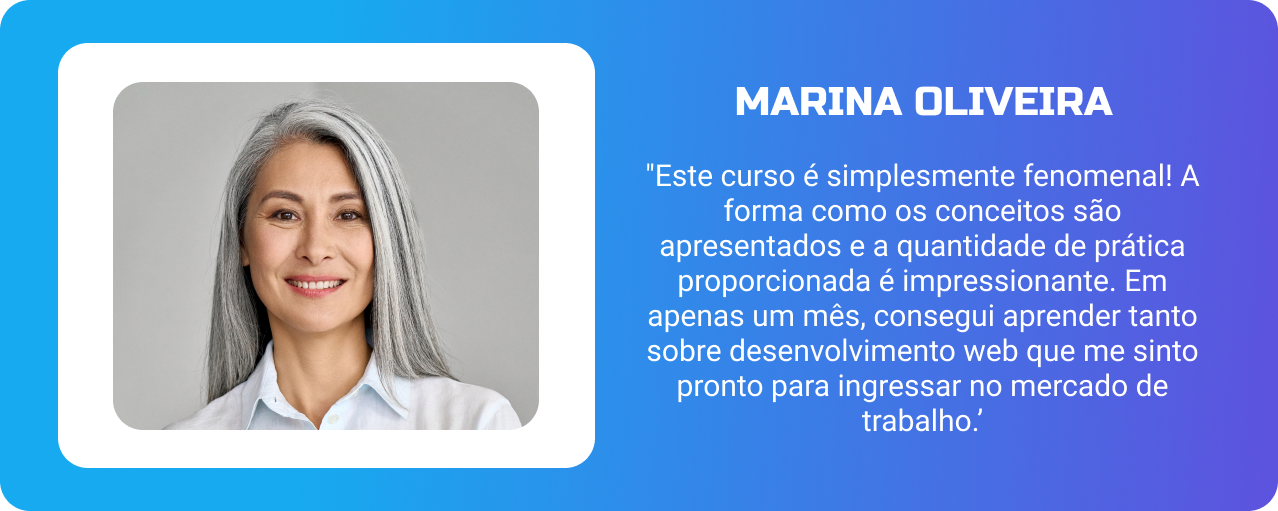 MARINA OLIVEIRA
"Este curso é simplesmente fenomenal! A
forma como os conceitos são
apresentados e a quantidade de prática
proporcionada é impressionante. Em
apenas um mês, consegui aprender tanto
sobre desenvolvimento web que me sinto
pronto para ingressar no mercado de
trabalho.’